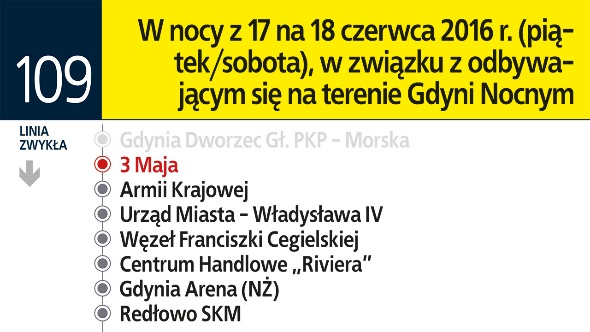 109
W nocy z 17 na 18 czerwca 2016 r. (pią-
tek/sobota), w związku z odbywa-
jącym się na terenie Gdyni Nocnym
LINIA
ZWYKŁA
Gdynia Dworzec Gł. PKP – Morska
3 Maja
Armii Krajowej
Urząd Miasta – Władysława IV
Węzeł Franciszki Cegielskiej
Centrum Handlowe „Riviera”
Gdynia Arena (NŻ)
Redłowo SKM